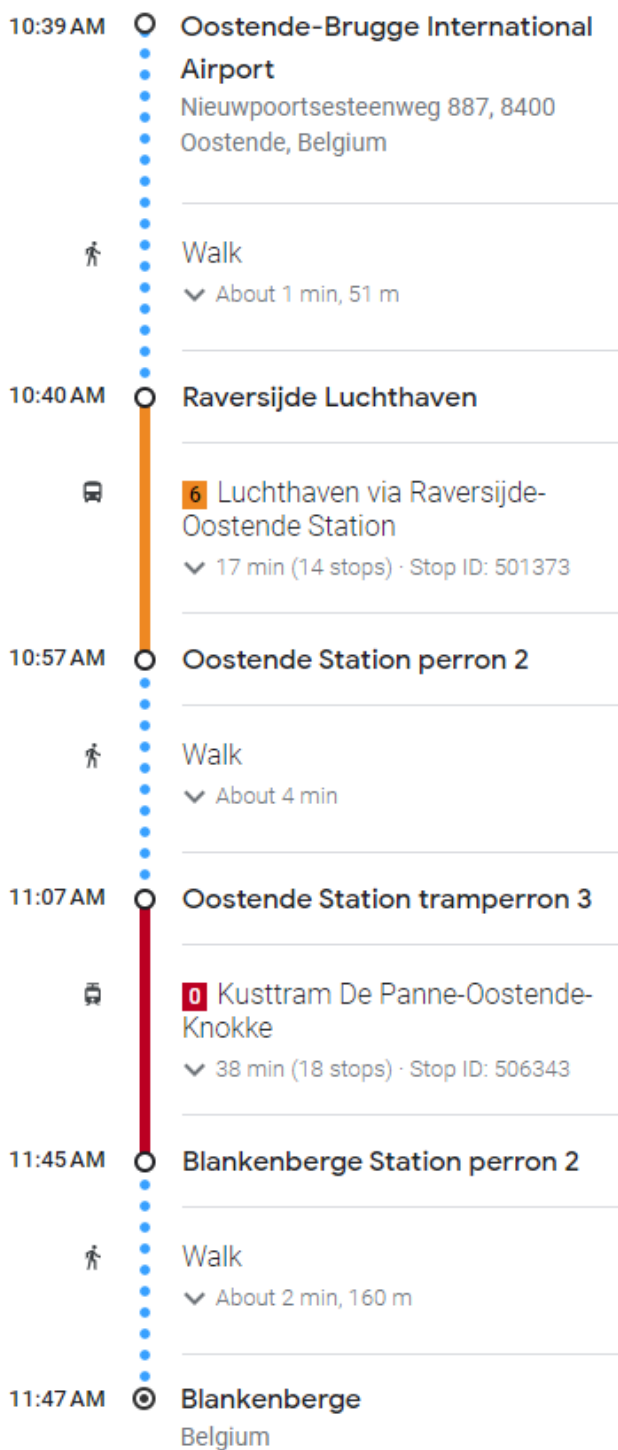 10:39 AM Oostende-Brugge International
Airport
Nieuwpoortsesteenweg 887, 8400
Oostende, Belgium
Walk
About 1 min, 51 m
10:40 AM Raversijde Luchthaven
6 Luchthaven via Raversijde-
Oostende Station
17 min (14 stops) · Stop ID: 501373
10:57 AM Oostende Station perron 2
Walk
About 4 min
11:07 AM Oostende Station tramperron 3
0 Kusttram De Panne-Oostende-
Knokke
38 min (18 stops) · Stop ID: 506343
11:45 AM Blankenberge Station perron 2
Walk
About 2 min, 160 m
11:47 AM Blankenberge
Belgium